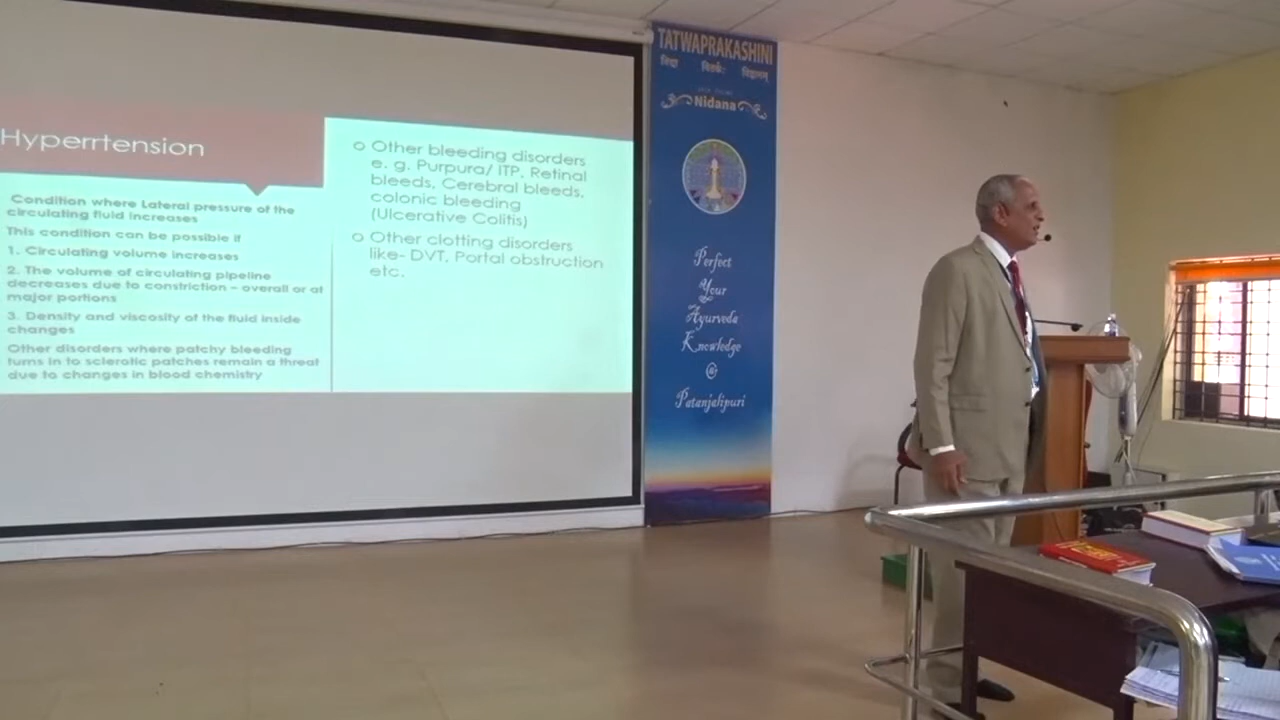 Hyperrtension
Condition where Lateral pressure of the
circulating fluid increases
This condition can be possible if
1. Circulating volume increases
2. The volume of circulating pipeline
decreases due to constriction – overall or at
major portions
3. Density and viscosity of the fluid inside
changes
Other disorders where patchy bleeding
turns in to sclerotic patches remain a threat
due to changes in blood chemistry
Other bleeding disorders
e. g. Purpura/ ITP, Retinal
bleeds, Cerebral bleeds,
colonic bleeding
(Ulcerative Colitis)
Other clotting disorders
like- DVT, Portal obstruction
etc.
TATWAPRAKASHINI
विद्या वितर्कः विज्ञानम्
Nidana
Perfect
Your
Ayurveda
Knowledge
@
Patanjalipuri